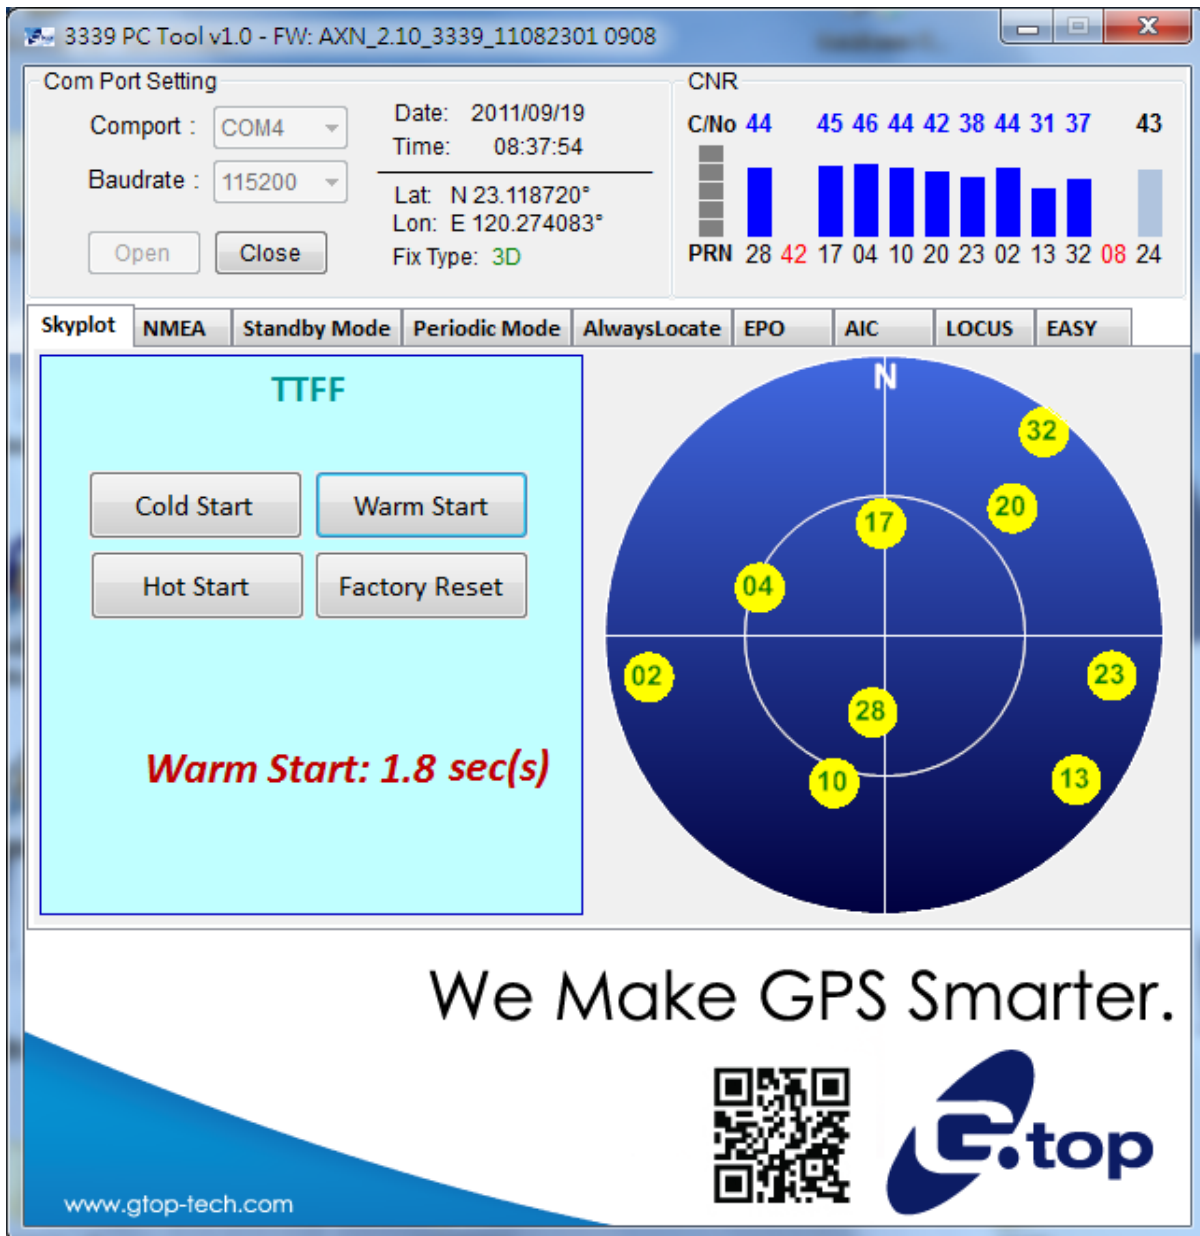 3339 PC Tool v1.0 - FW: AXN_2.10_3339_11082301 0908
Com Port Setting
Comport : COM4
Baudrate : 115200
Open Close
Date: 2011/09/19
Time: 08:37:54
Lat: N 23.118720°
Lon: E 120.274083°
Fix Type: 3D
CNR
C/No 44 45 46 44 42 38 44 31 37 43
PRN 28 42 17 04 10 20 23 02 13 32 08 24
Skyplot NMEA Standby Mode Periodic Mode AlwaysLocate EPO AIC LOCUS EASY
TTFF
Cold Start Warm Start
Hot Start Factory Reset
Warm Start: 1.8 sec(s)
N
32
20
17
04
02
23
28
10
13
We Make GPS Smarter.
G.top
www.gtop-tech.com